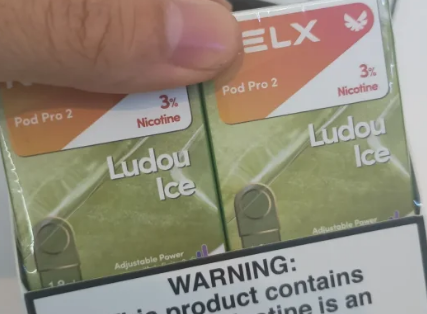 ELX
Pod Pro 2
3%
Nicotine
Ludou
Ice
Adjustable Power
Pod Pro 2
3%
Nicotine
Ludou
Ice
Adjustable Power
WARNING:
product contains
is an